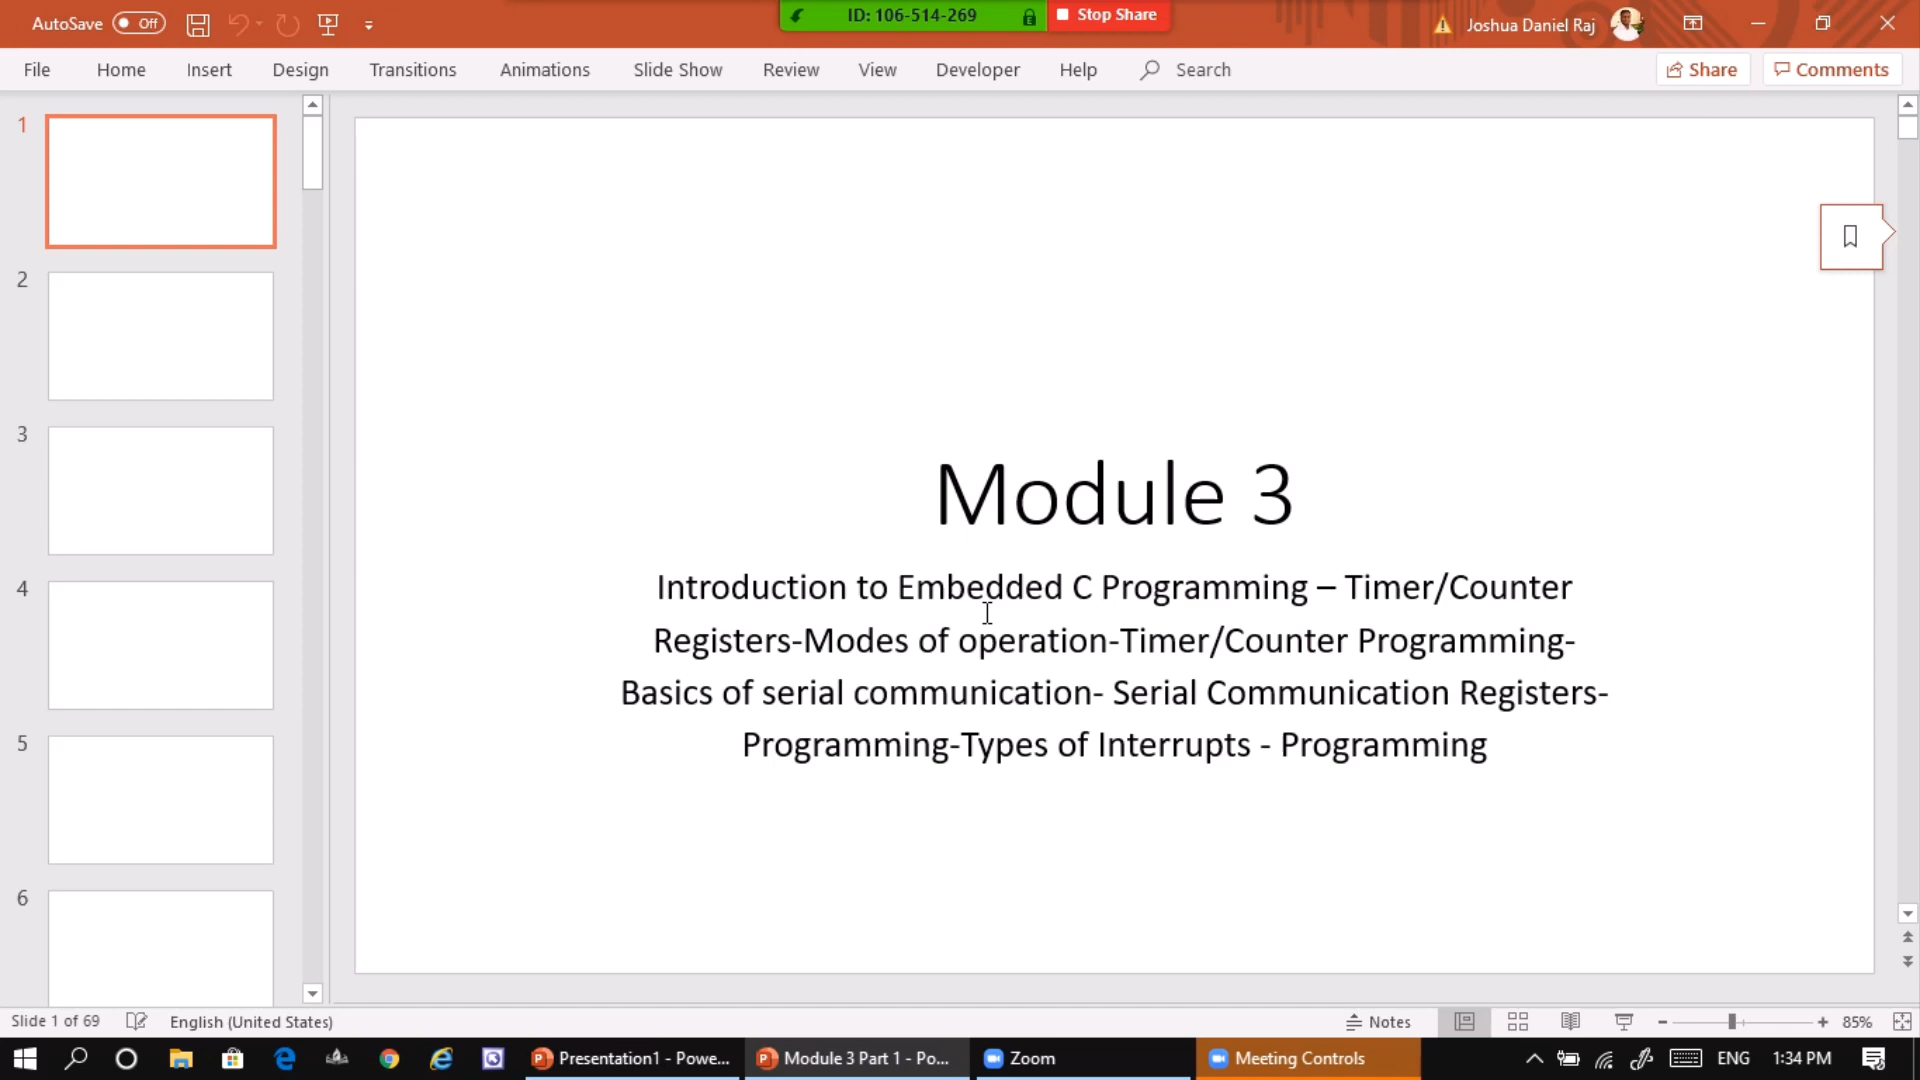 AutoSave Off
ID: 106-514-269
Stop Share
Joshua Daniel Raj
File Home Insert Design Transitions Animations Slide Show Review View Developer Help Search
Share
Comments
1
2
3
4
5
6
Module 3
Introduction to Embedded C Programming – Timer/Counter
Registers-Modes of operation-Timer/Counter Programming-
Basics of serial communication- Serial Communication Registers-
Programming-Types of Interrupts - Programming
Slide 1 of 69 English (United States) Notes 85%
Presentation1 - Powe... Module 3 Part 1 - Po... Zoom Meeting Controls ENG 1:34 PM